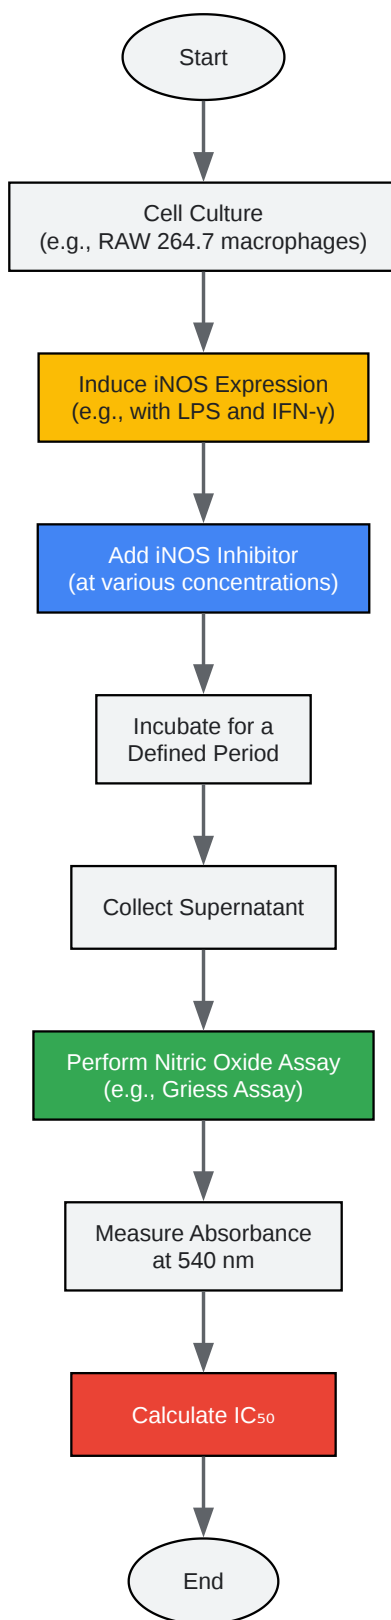 Start
Cell Culture
(e.g., RAW 264.7 macrophages)
Induce iNOS Expression
(e.g., with LPS and IFN-γ)
Add iNOS Inhibitor
(at various concentrations)
Incubate for a
Defined Period
Collect Supernatant
Perform Nitric Oxide Assay
(e.g., Griess Assay)
Measure Absorbance
at 540 nm
Calculate IC₅₀
End